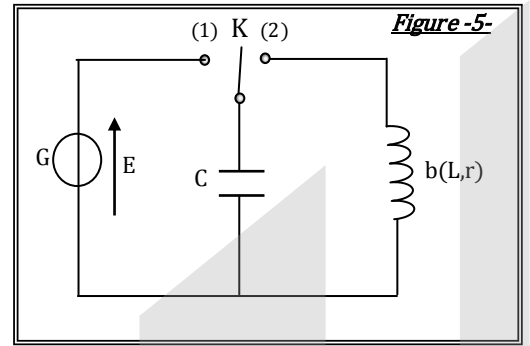 Figure -5-
(1) K (2)
G
E
C
b(L,r)